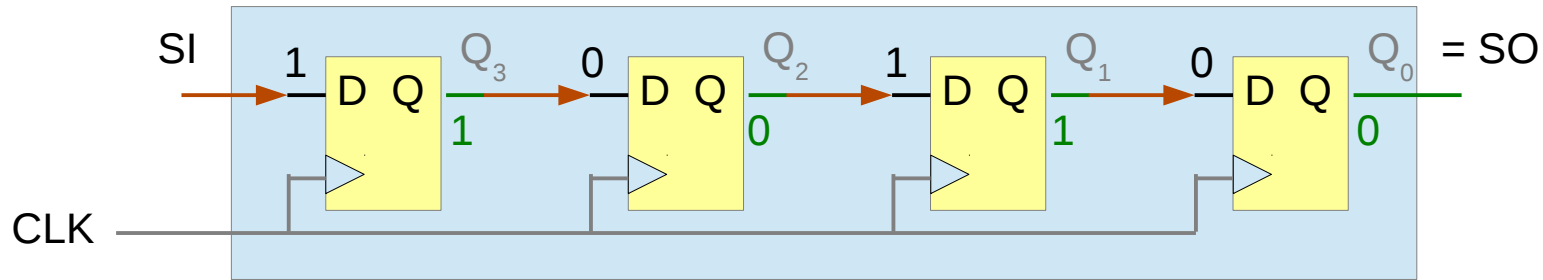 SI 1 Q3 0 Q2 1 Q1 0 Q0 = SO
D Q D Q D Q D Q
1 0 1 0
CLK